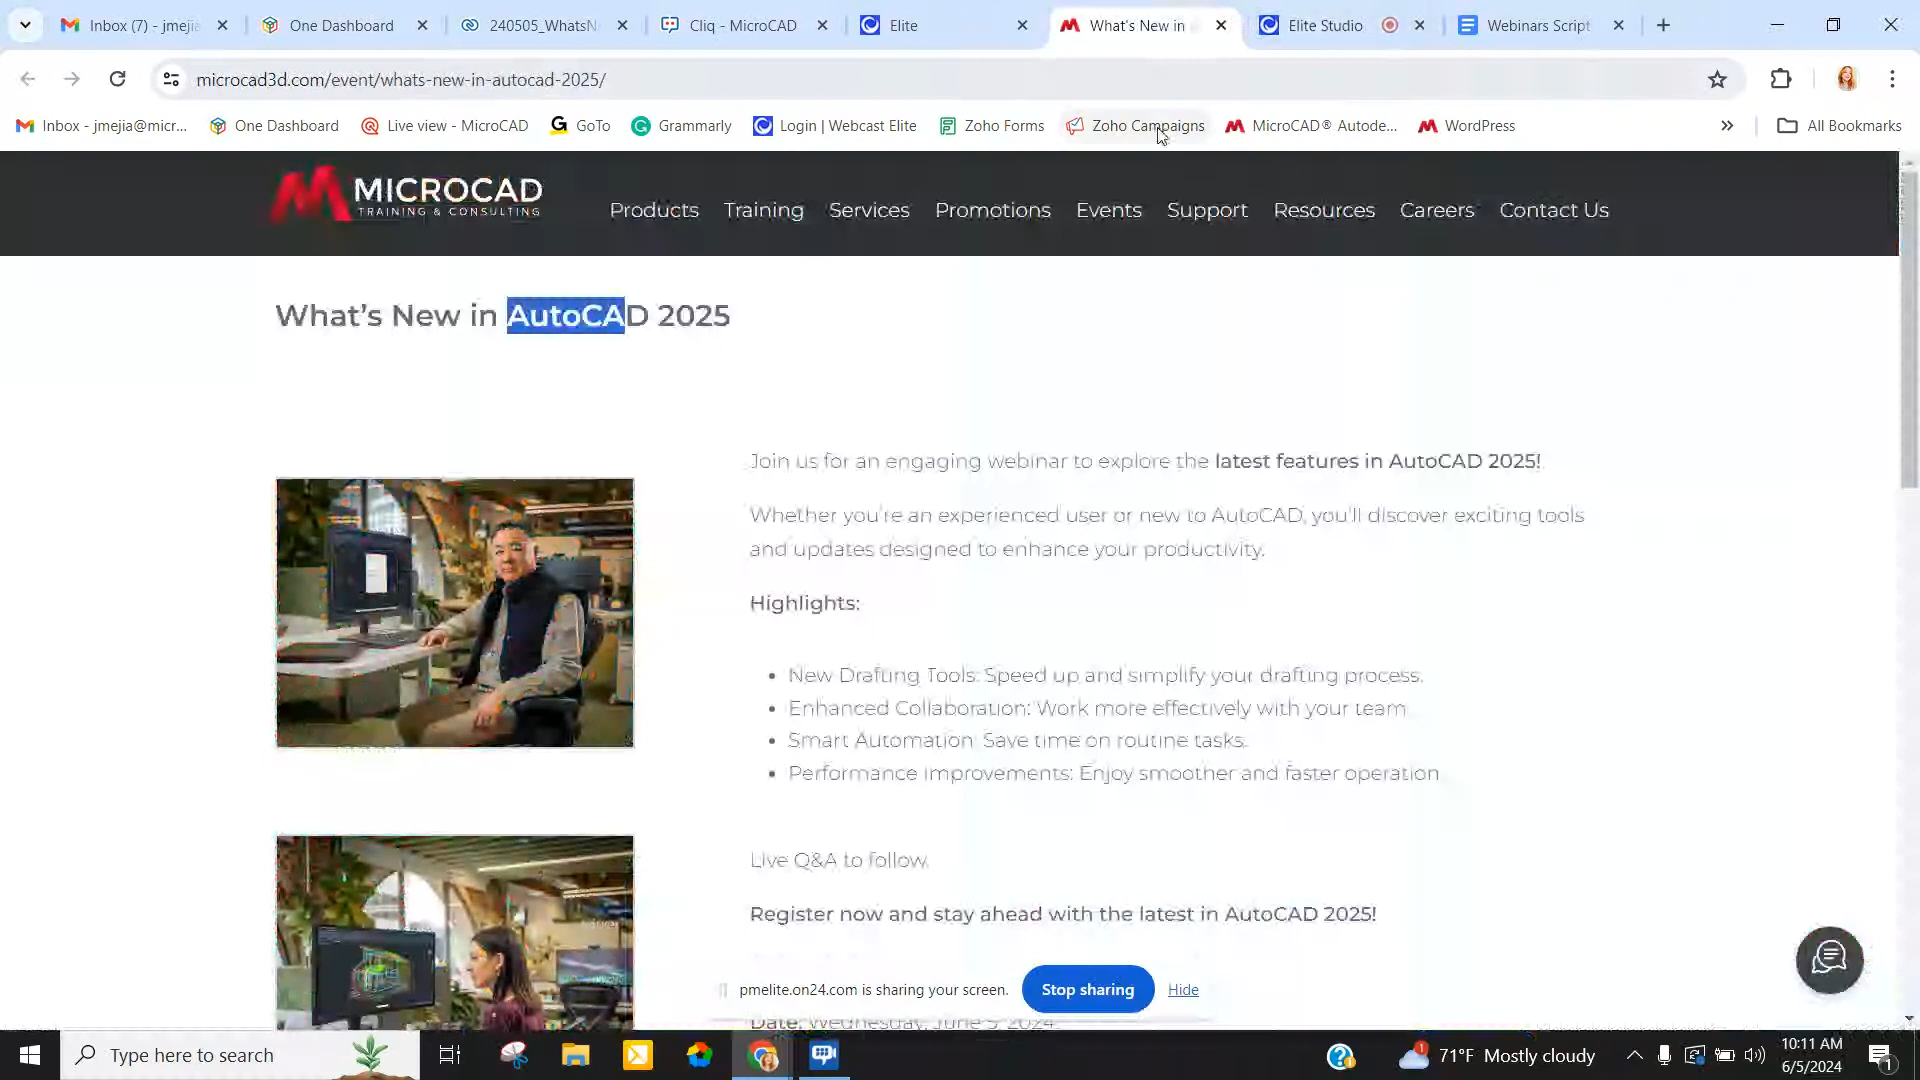 Inbox (7) - jmeji
One Dashboard
240505_WhatsN
Cliq - MicroCAD
Elite
What's New in
Elite Studio
Webinars Script
microcad3d.com/event/whats-new-in-autocad-2025/
Inbox - jmejia@micr...
One Dashboard
Live view - MicroCAD
GoTo
Grammarly
Login | Webcast Elite
Zoho Forms
Zoho Campaigns
MicroCAD® Autode...
WordPress
All Bookmarks
MICROCAD
TRAINING & CONSULTING
Products
Training
Services
Promotions
Events
Support
Resources
Careers
Contact Us
What's New in AutoCAD 2025
Join us for an engaging webinar to explore the latest features in AutoCAD 2025!
Whether you're an experienced user or new to AutoCAD, you'll discover exciting tools
and updates designed to enhance your productivity.
Highlights:
• New Drafting Tools: Speed up and simplify your drafting process.
• Enhanced Collaboration: Work more effectively with your team.
• Smart Automation: Save time on routine tasks.
• Performance Improvements: Enjoy smoother and faster operation.
Live Q&A to follow.
Register now and stay ahead with the latest in AutoCAD 2025!
pmelite.on24.com is sharing your screen.
Stop sharing
Hide
Date: Wednesday, June 5, 2024
Type here to search
1
71°F Mostly cloudy
10:11 AM
6/5/2024
1